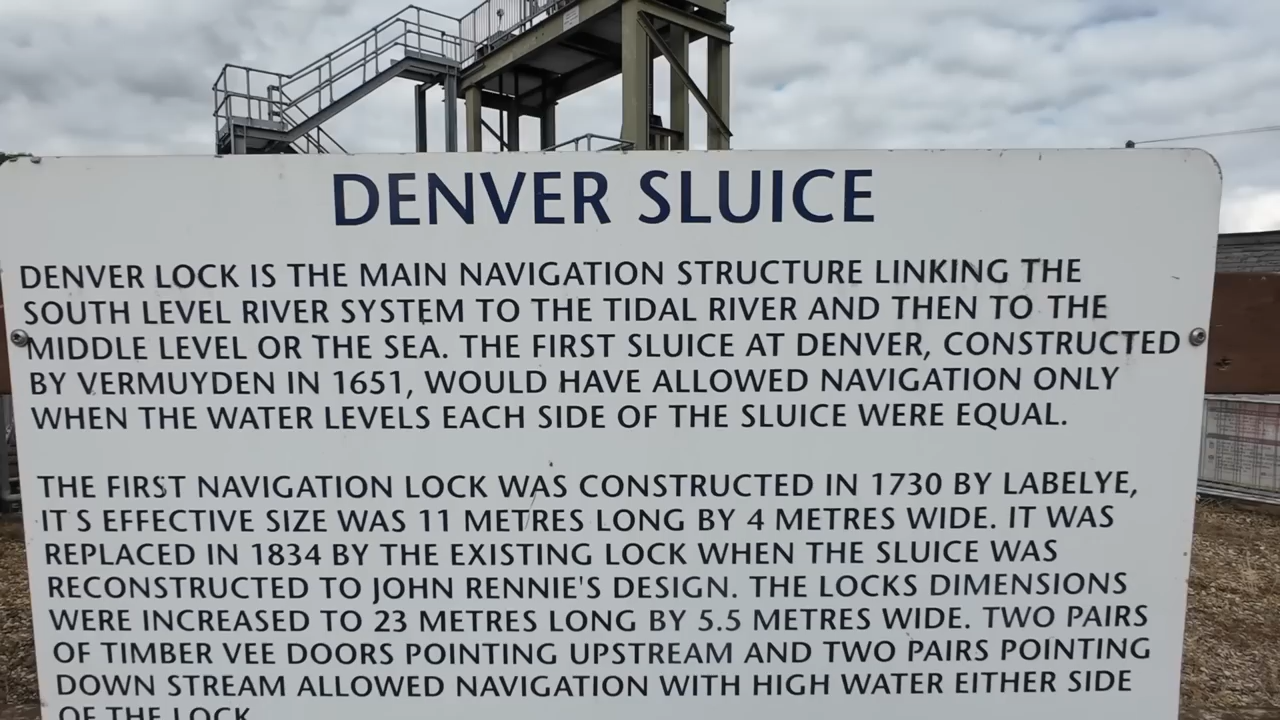 DENVER SLUICE
DENVER LOCK IS THE MAIN NAVIGATION STRUCTURE LINKING THE
SOUTH LEVEL RIVER SYSTEM TO THE TIDAL RIVER AND THEN TO THE
MIDDLE LEVEL OR THE SEA. THE FIRST SLUICE AT DENVER, CONSTRUCTED
BY VERMUYDEN IN 1651, WOULD HAVE ALLOWED NAVIGATION ONLY
WHEN THE WATER LEVELS EACH SIDE OF THE SLUICE WERE EQUAL.
THE FIRST NAVIGATION LOCK WAS CONSTRUCTED IN 1730 BY LABELYE,
IT S EFFECTIVE SIZE WAS 11 METRES LONG BY 4 METRES WIDE. IT WAS
REPLACED IN 1834 BY THE EXISTING LOCK WHEN THE SLUICE WAS
RECONSTRUCTED TO JOHN RENNIE'S DESIGN. THE LOCKS DIMENSIONS
WERE INCREASED TO 23 METRES LONG BY 5.5 METRES WIDE. TWO PAIRS
OF TIMBER VEE DOORS POINTING UPSTREAM AND TWO PAIRS POINTING
DOWN STREAM ALLOWED NAVIGATION WITH HIGH WATER EITHER SIDE
OF THE LOCK